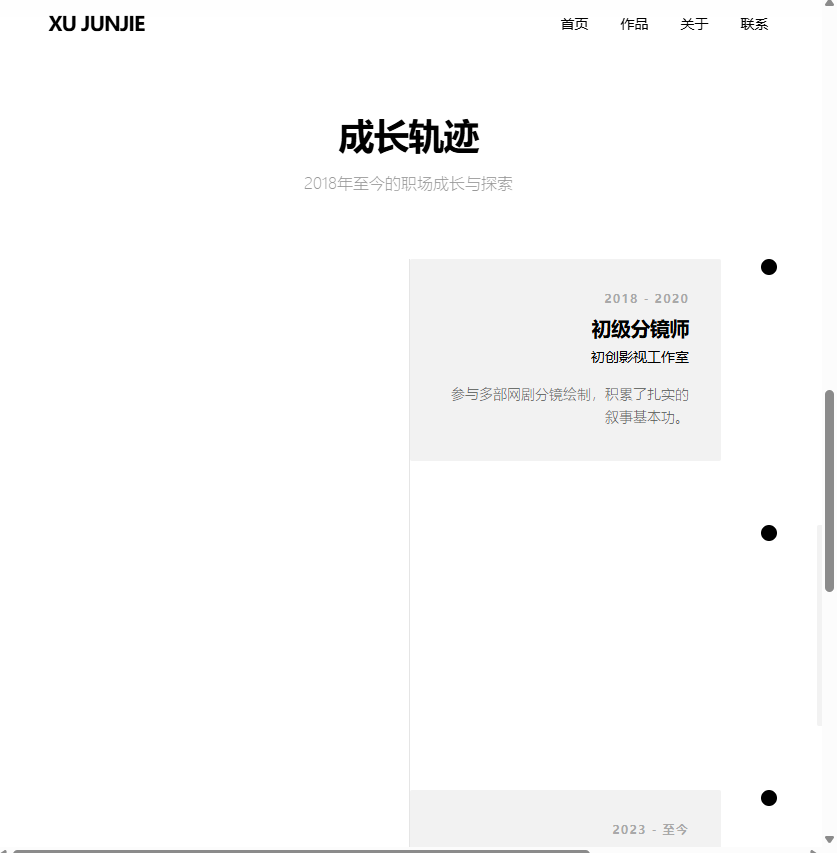 XU JUNJIE
首页 作品 关于 联系
成长轨迹
2018年至今的职场成长与探索
2018 - 2020
初级分镜师
初创影视工作室
参与多部网剧分镜绘制，积累了扎实的
叙事基本功。
2023 - 至今